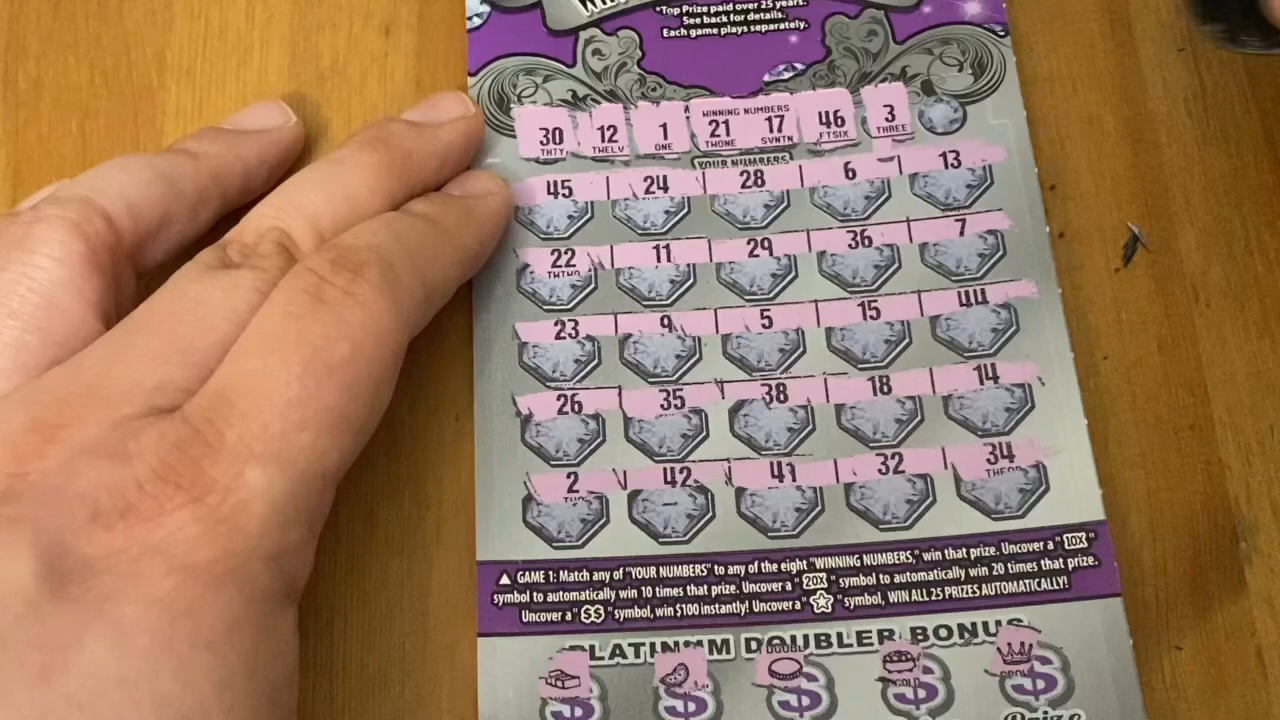 *Top Prize paid over 25 years.
See back for details.
Each game plays separately.
WINNING NUMBERS
30 12 1 21 17 46 3
THTY TWELV ONE TWONE SVNTN FTSIX THREE
YOUR NUMBERS
45 24 28 6 13
22 11 29 36 7
TWTWO
23 9 5 15 44
26 35 38 18 14
2 42 41 32 34
▲ GAME 1: Match any of "YOUR NUMBERS" to any of the eight "WINNING NUMBERS," win that prize. Uncover a "10X"
symbol to automatically win 10 times that prize. Uncover a "20X" symbol to automatically win 20 times that prize.
Uncover a "$$" symbol, win $100 instantly! Uncover a "☆" symbol, WIN ALL 25 PRIZES AUTOMATICALLY!
PLATINUM DOUBLER BONUS
GOLD
$ $ $ $ $
Prize